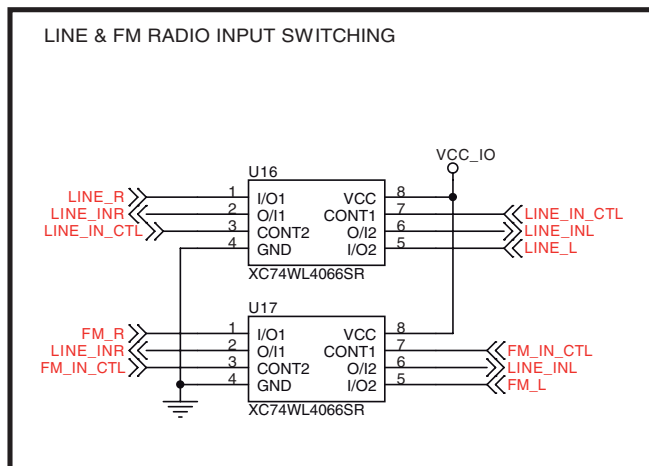 LINE & FM RADIO INPUT SWITCHING
VCC_IO
U16
LINE_R 1 I/O1 VCC 8
LINE_INR 2 O/I1 CONT1 7 LINE_IN_CTL
LINE_IN_CTL 3 CONT2 O/I2 6 LINE_INL
4 GND I/O2 5 LINE_L
XC74WL4066SR
U17
FM_R 1 I/O1 VCC 8
LINE_INR 2 O/I1 CONT1 7 FM_IN_CTL
FM_IN_CTL 3 CONT2 O/I2 6 LINE_INL
4 GND I/O2 5 FM_L
XC74WL4066SR